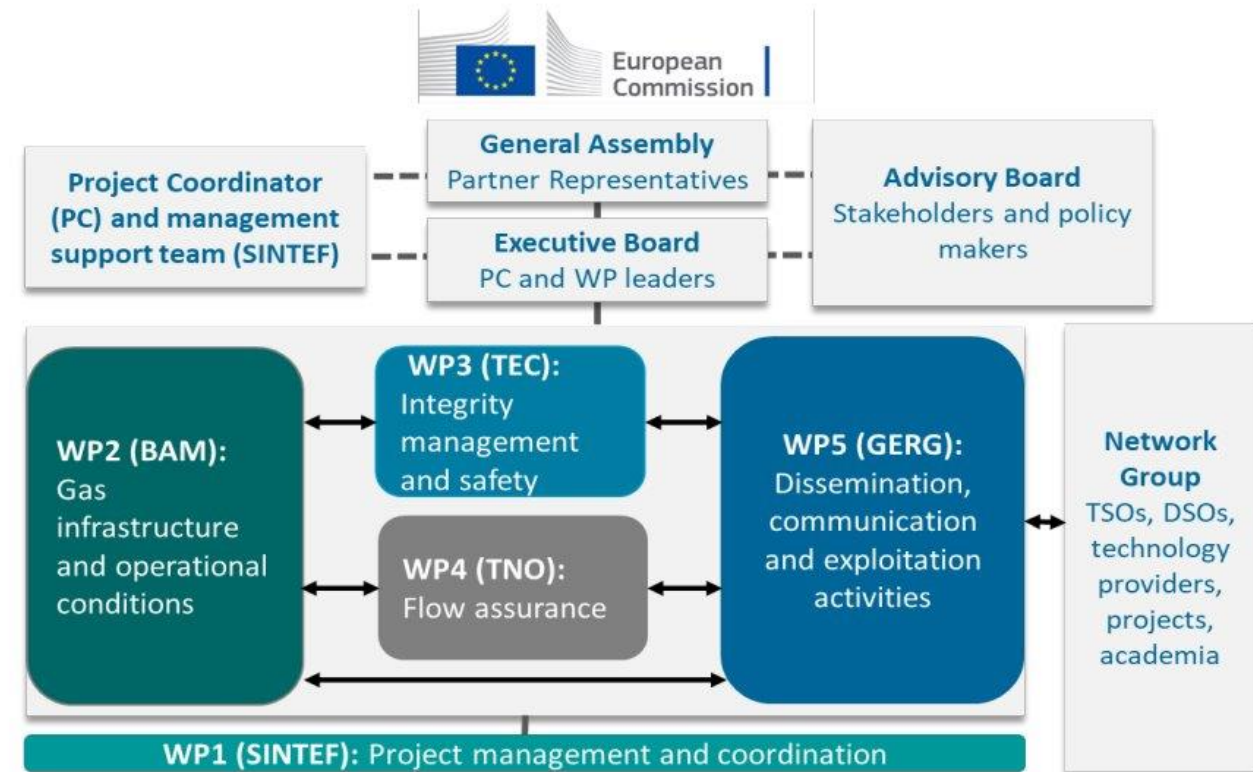 European
Commission
General Assembly
Partner Representatives
Project Coordinator
(PC) and management
support team (SINTEF)
Advisory Board
Stakeholders and policy
makers
Executive Board
PC and WP leaders
WP2 (BAM):
Gas
infrastructure
and operational
conditions
WP3 (TEC):
Integrity
management
and safety
WP4 (TNO):
Flow assurance
WP5 (GERG):
Dissemination,
communication
and exploitation
activities
Network
Group
TSOs, DSOs,
technology
providers,
projects,
academia
WP1 (SINTEF): Project management and coordination